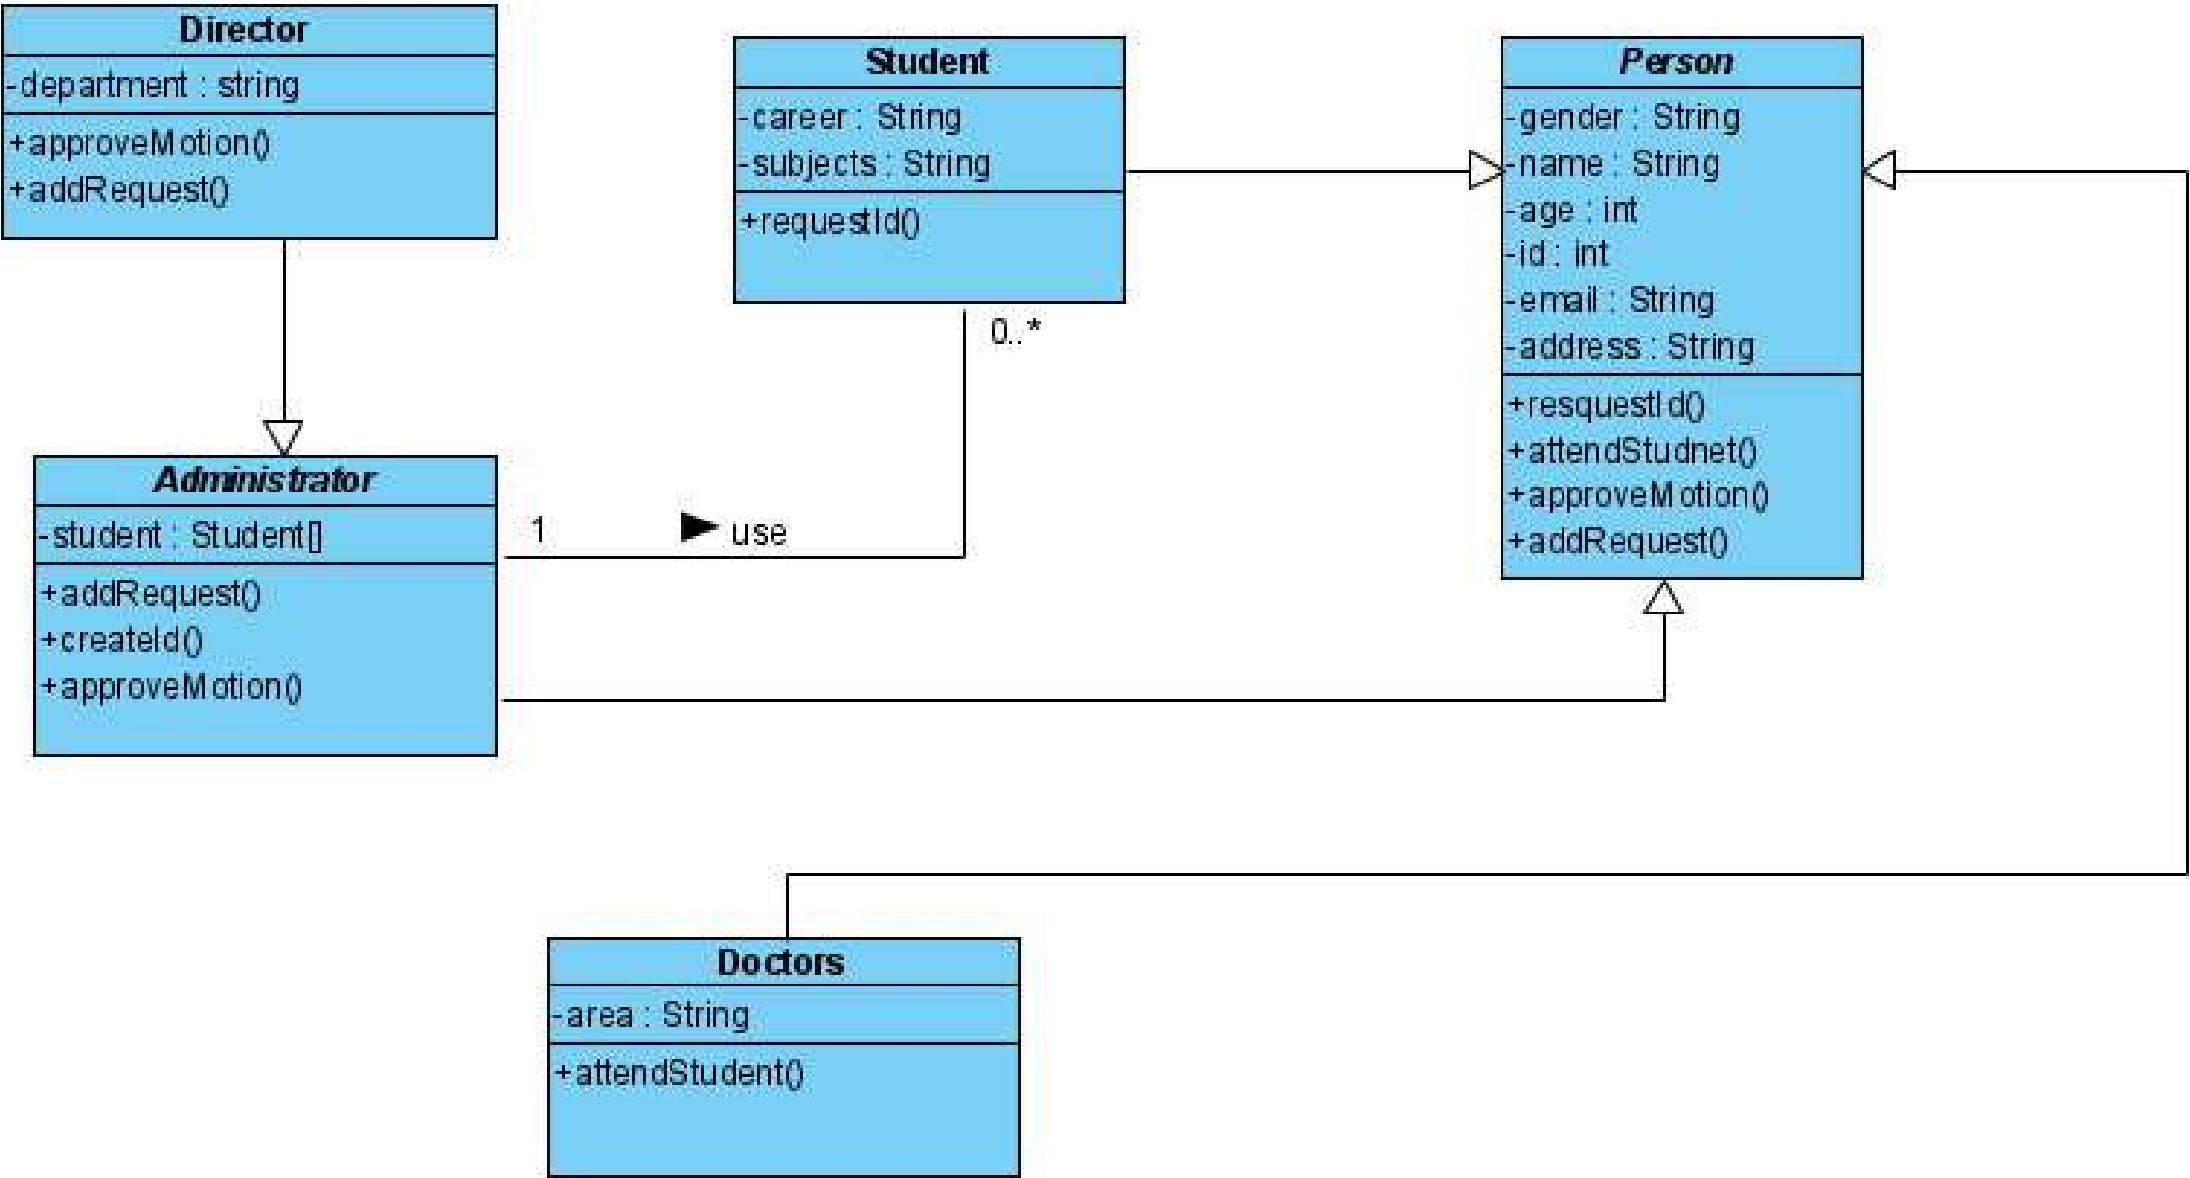 Director
-department : string
+approveMotion()
+addRequest()
Student
-career : String
-subjects : String
+requestId()
0..*
Person
-gender : String
-name : String
-age : int
-id : int
-email : String
-address : String
+resquestId()
+attendStudnet()
+approveMotion()
+addRequest()
Administrator
-student : Student[]
+addRequest()
+createId()
+approveMotion()
1
use
Doctors
-area : String
+attendStudent()